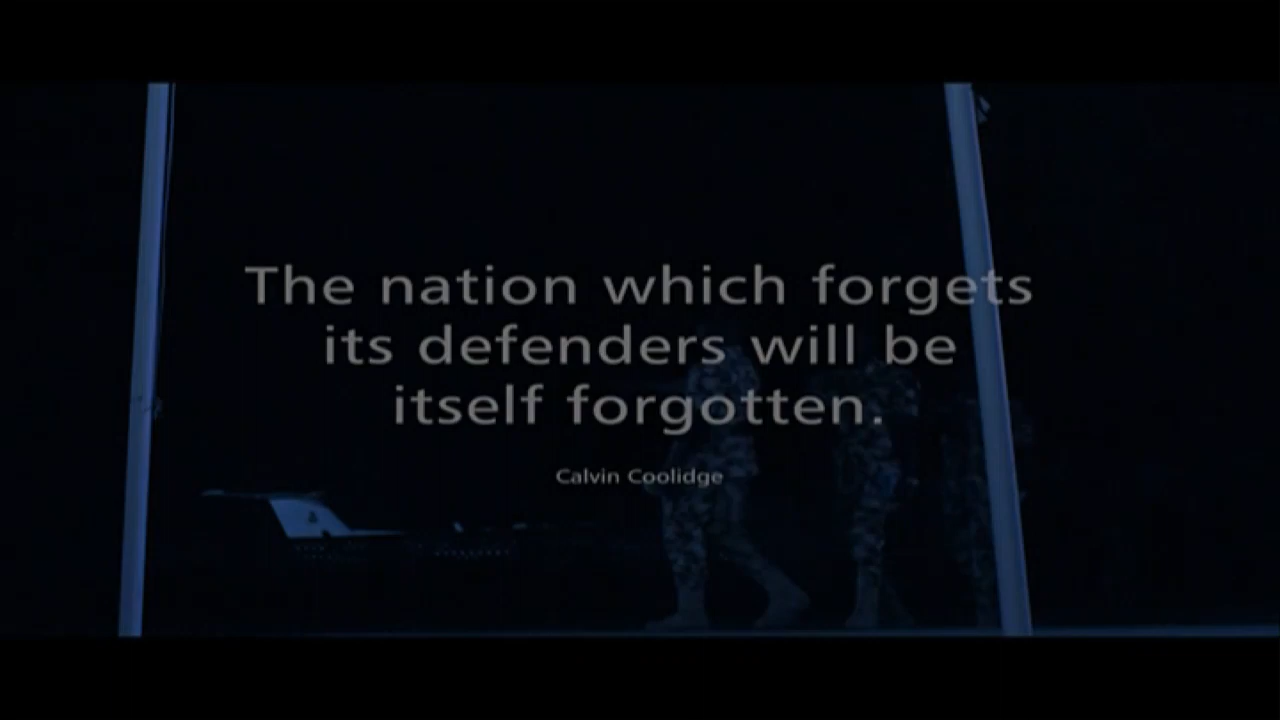 The nation which forgets
its defenders will be
itself forgotten.
Calvin Coolidge